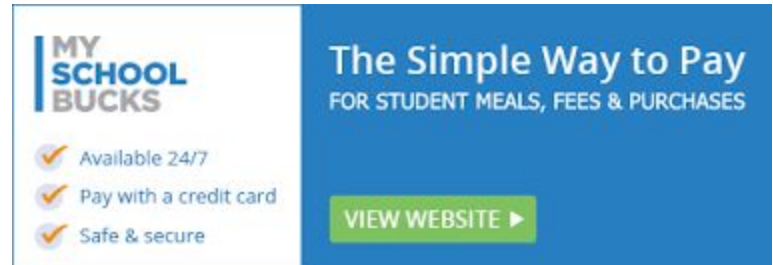 MY
SCHOOL
BUCKS
Available 24/7
Pay with a credit card
Safe & secure
The Simple Way to Pay
FOR STUDENT MEALS, FEES & PURCHASES
VIEW WEBSITE